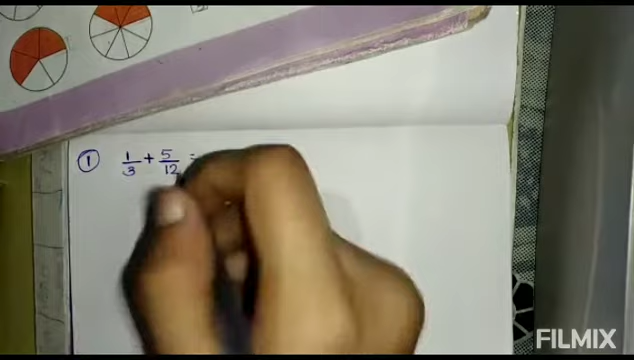 ① 1/3 + 5/12 =
FILMIX